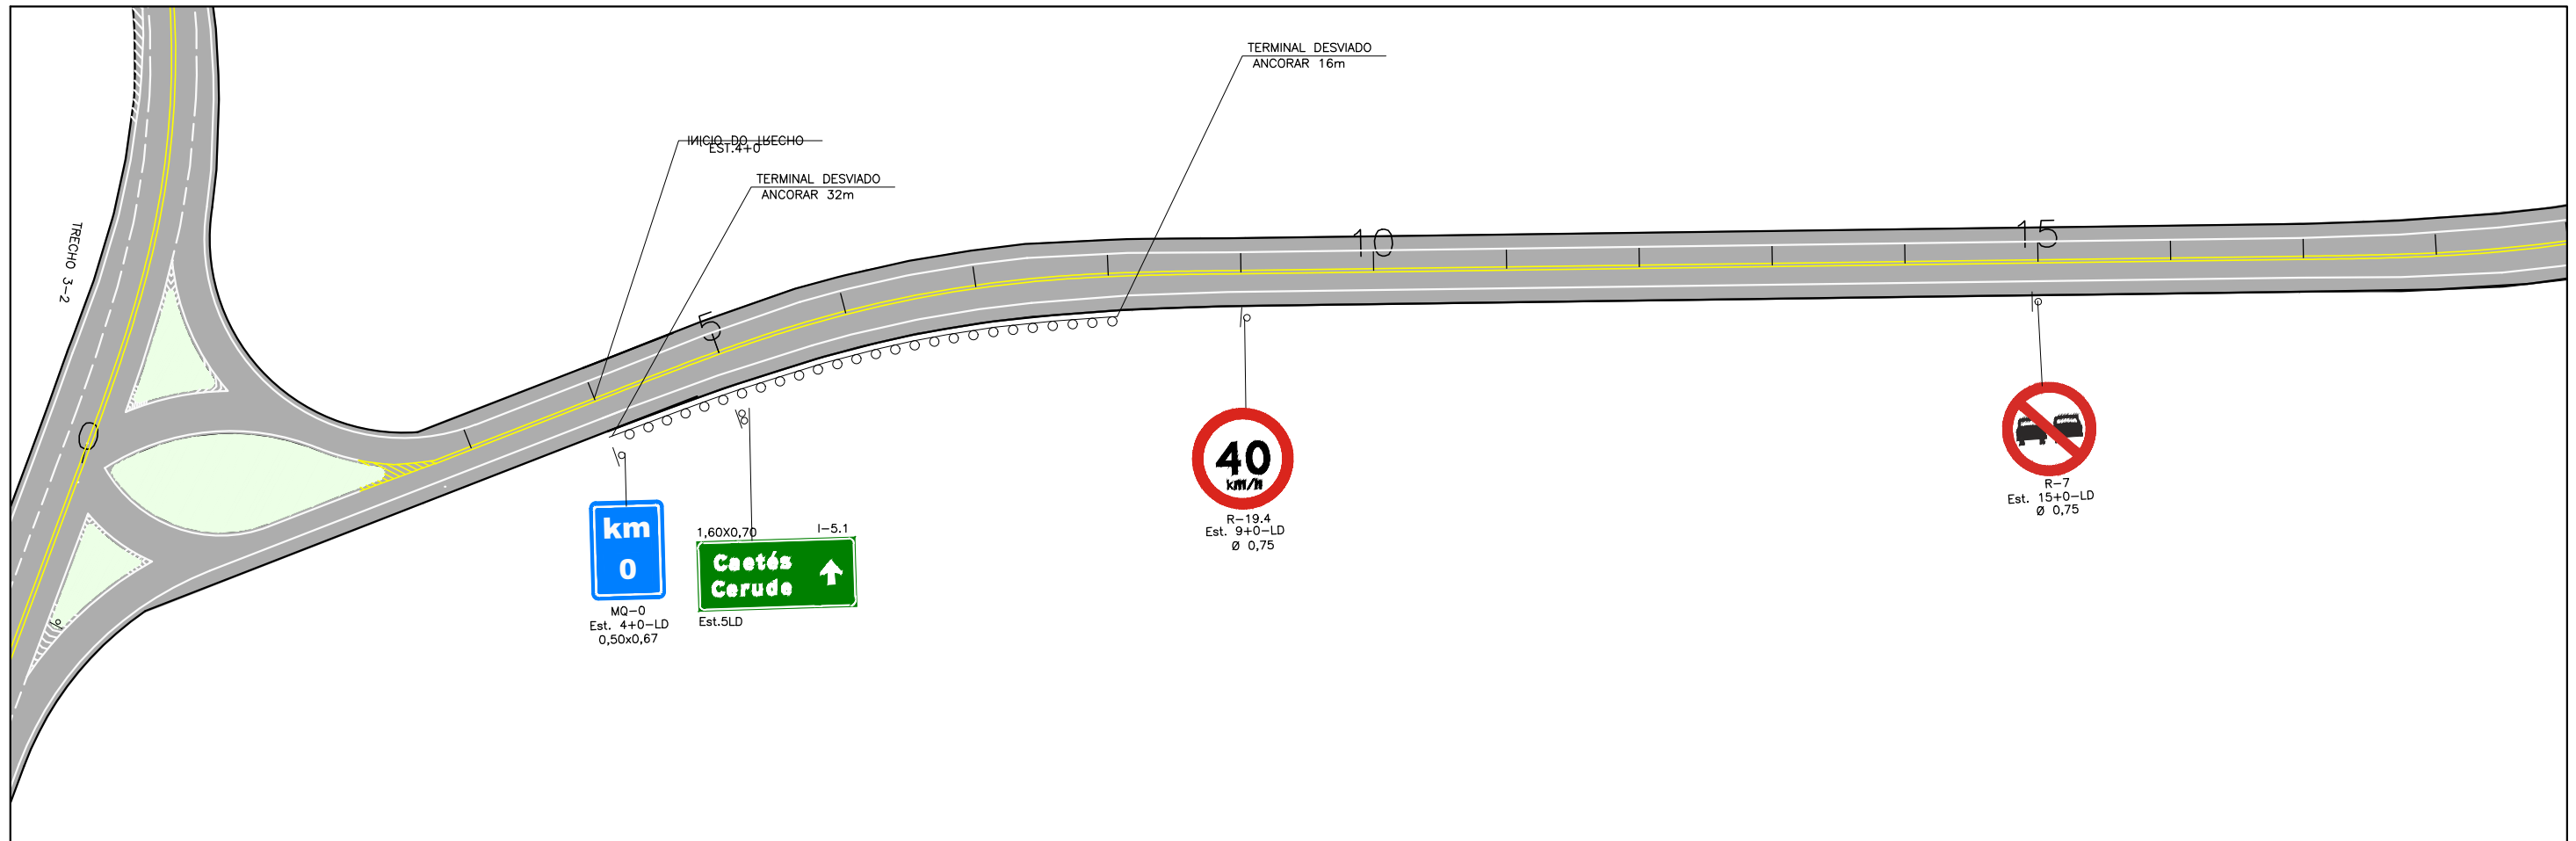 TERMINAL DESVIADO
ANCORAR 16m
INÍCIO DO TRECHO
EST.4+0
TERMINAL DESVIADO
ANCORAR 32m
TRECHO 3-2
0
5
10
15
km
0
MQ-0
Est. 4+0-LD
0,50x0,67
1,60X0,70
I-5.1
Caetés
Cerude
Est.5LD
40
km/h
R-19.4
Est. 9+0-LD
Ø 0,75
R-7
Est. 15+0-LD
Ø 0,75